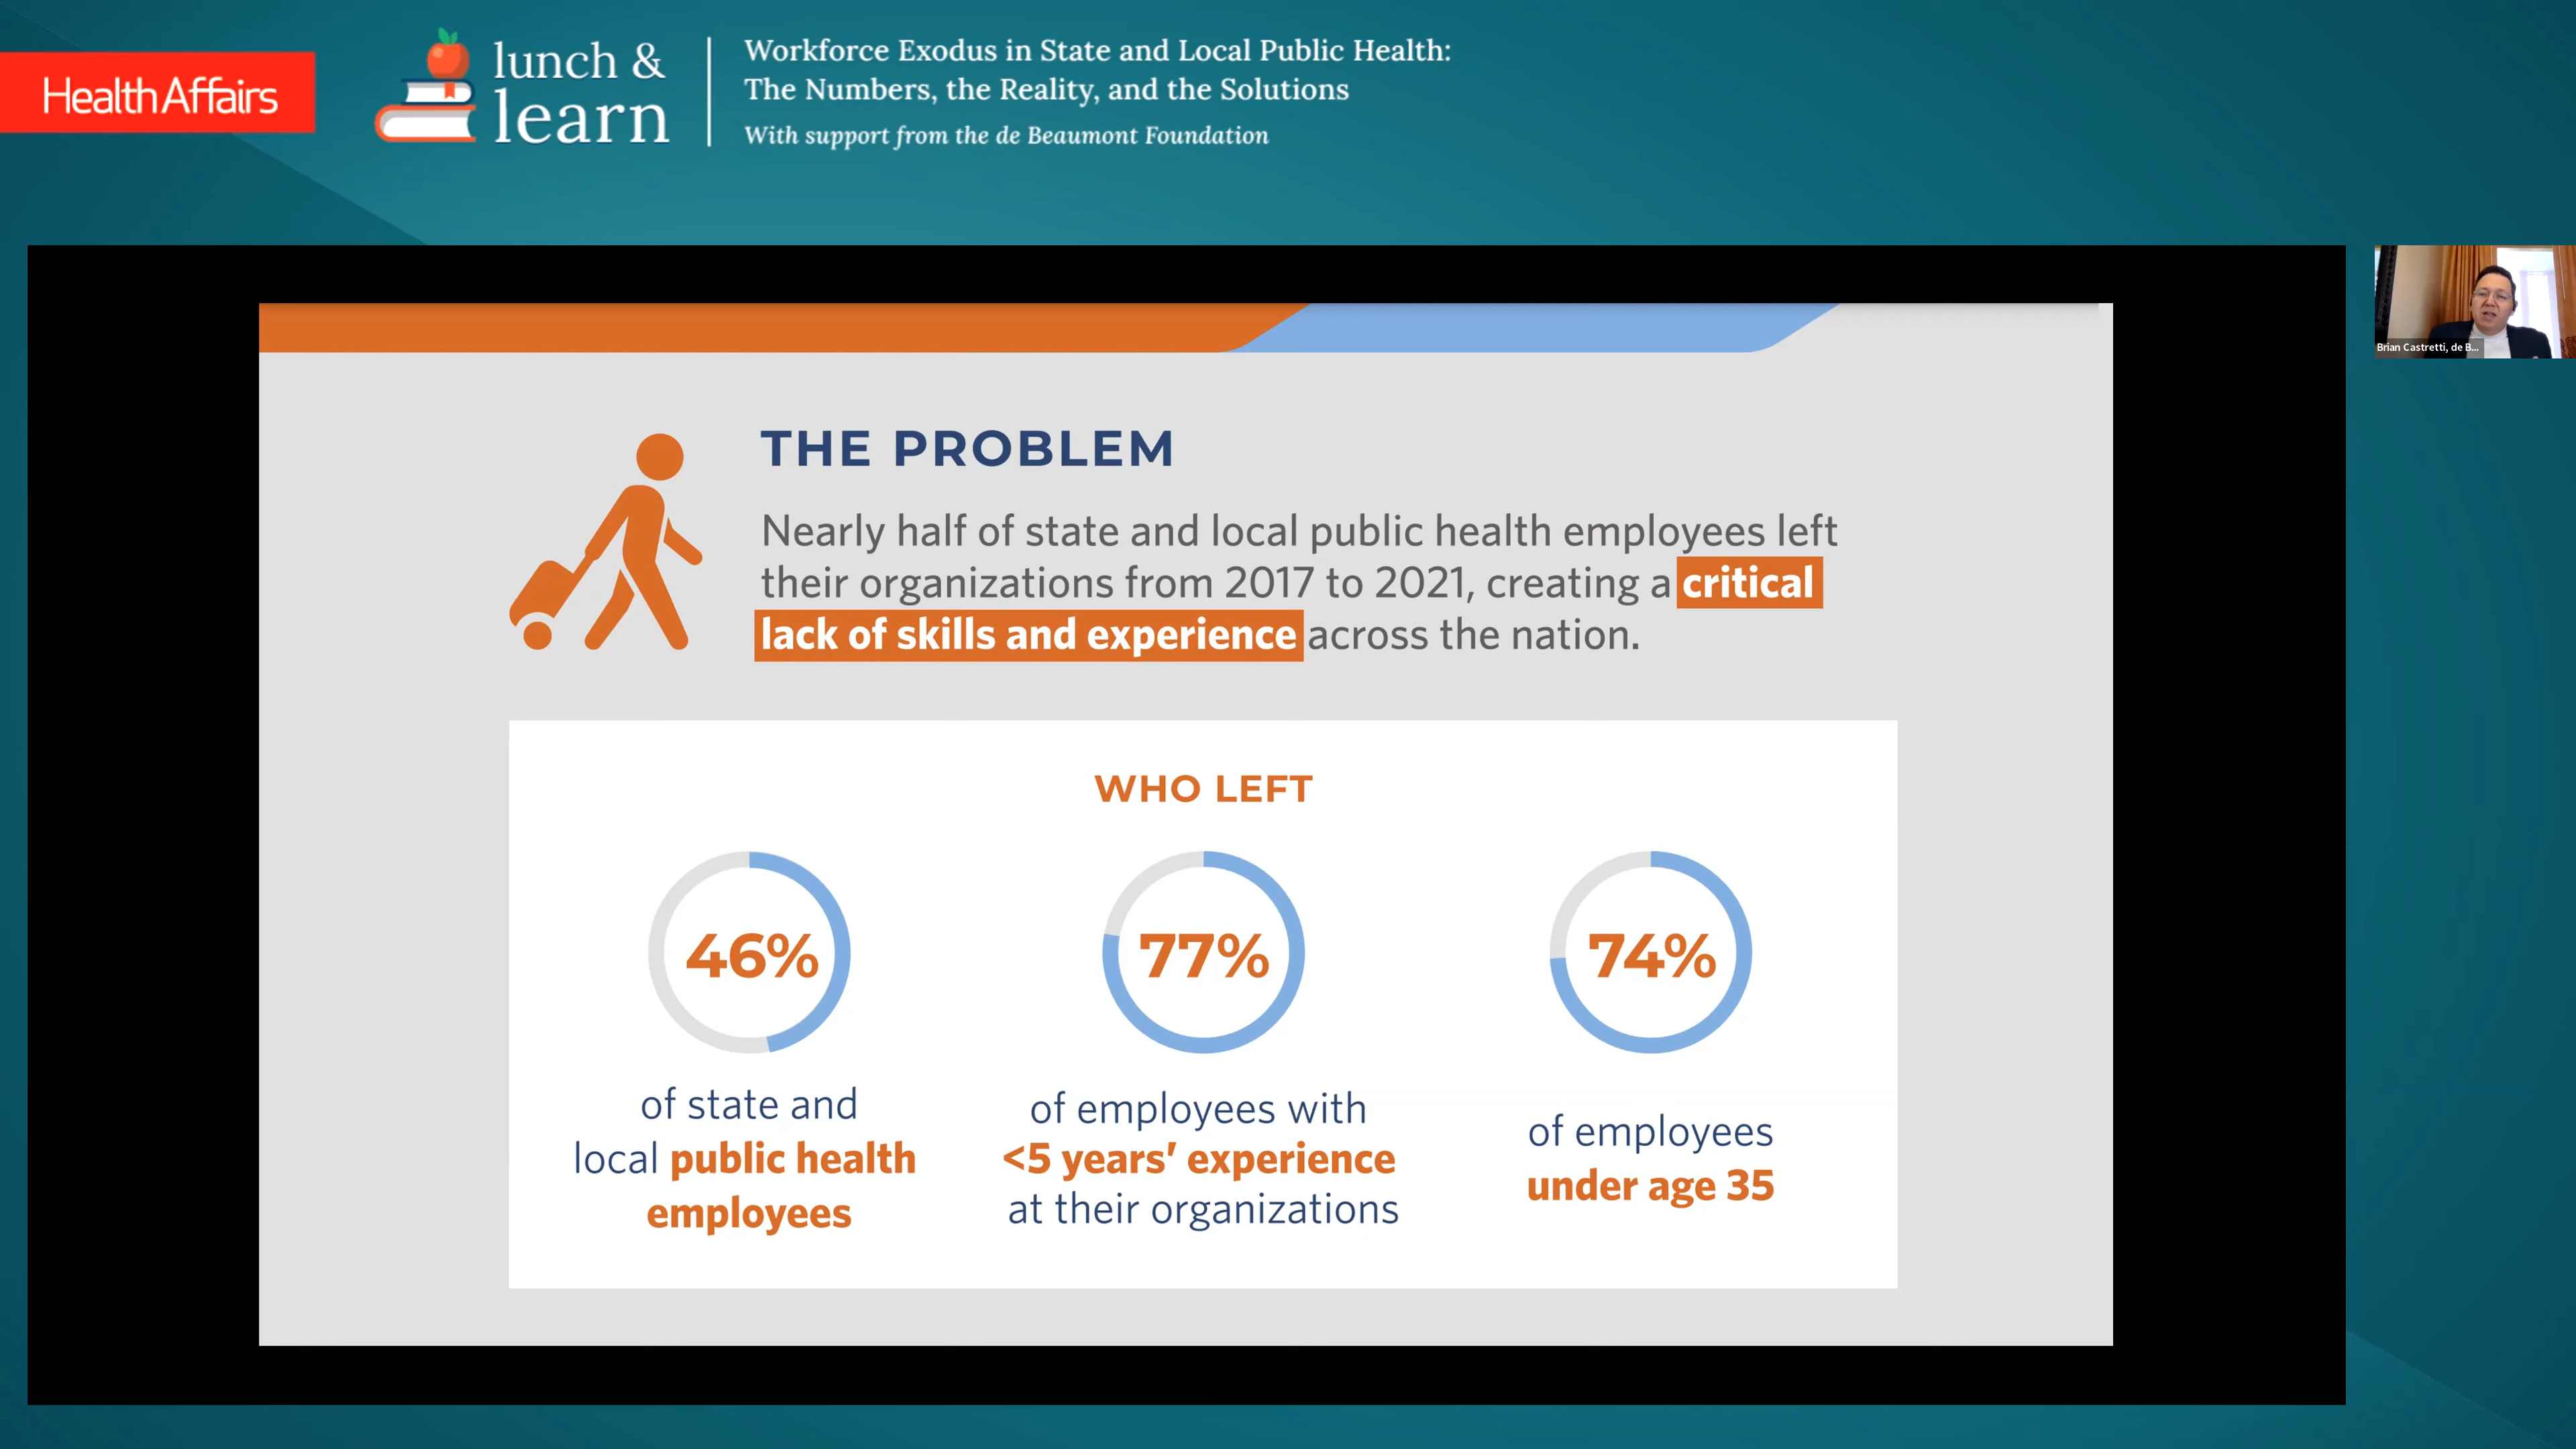 HealthAffairs
lunch &
learn
Workforce Exodus in State and Local Public Health:
The Numbers, the Reality, and the Solutions
With support from the de Beaumont Foundation
Brian Castretti, de B...
THE PROBLEM
Nearly half of state and local public health employees left
their organizations from 2017 to 2021, creating a critical
lack of skills and experience across the nation.
WHO LEFT
46%
of state and
local public health
employees
77%
of employees with
<5 years’ experience
at their organizations
74%
of employees
under age 35